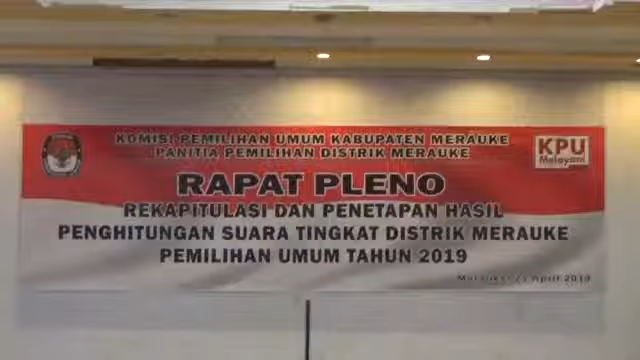 KOMISI PEMILIHAN UMUM KABUPATEN MERAUKE
PANITIA PEMILIHAN DISTRIK MERAUKE
KPU
Melayani
RAPAT PLENO
REKAPITULASI DAN PENETAPAN HASIL
PENGHITUNGAN SUARA TINGKAT DISTRIK MERAUKE
PEMILIHAN UMUM TAHUN 2019
April 2019